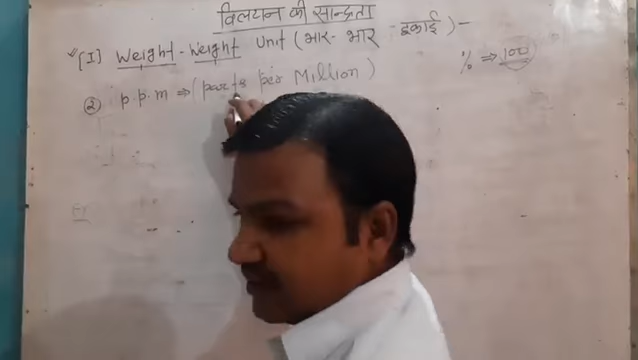 विलयन की सान्द्रता
(I) Weight - Weight Unit (भार - भार - इकाई) -
% ⇒ 100
② p.p.m ⇒ (parts per Million)